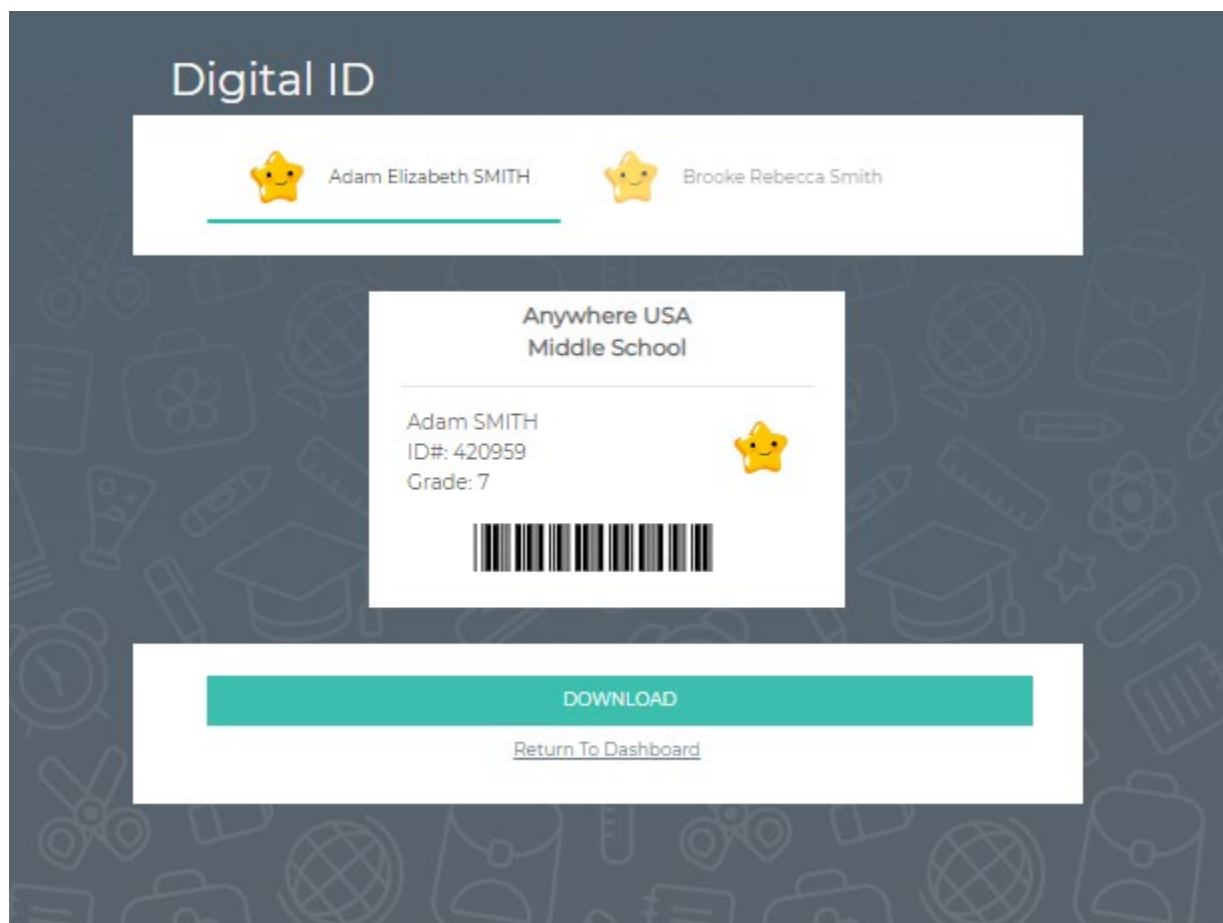 Digital ID
Adam Elizabeth SMITH
Brooke Rebecca Smith
Anywhere USA
Middle School
Adam SMITH
ID#: 420959
Grade: 7
DOWNLOAD
Return To Dashboard